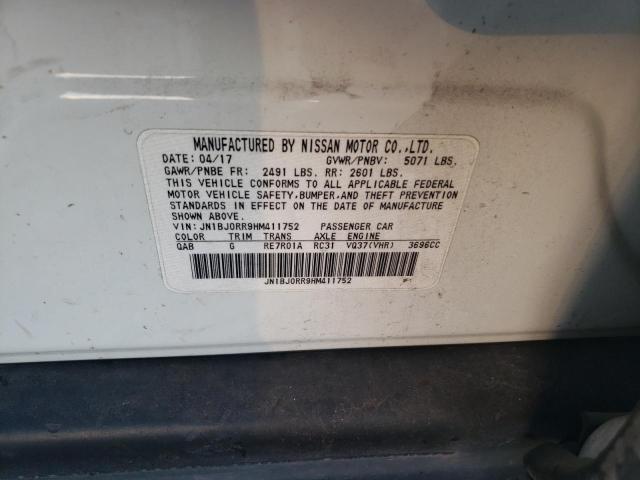 MANUFACTURED BY NISSAN MOTOR CO.,LTD.
DATE: 04/17 GVWR/PNBV: 5071 LBS.
GAWR/PNBE FR: 2491 LBS. RR: 2601 LBS.
THIS VEHICLE CONFORMS TO ALL APPLICABLE FEDERAL
MOTOR VEHICLE SAFETY, BUMPER, AND THEFT PREVENTION
STANDARDS IN EFFECT ON THE DATE OF MANUFACTURE
SHOWN ABOVE.
VIN: JN1BJ0RR9HM411752 PASSENGER CAR
COLOR TRIM TRANS AXLE ENGINE
QAB G RE7R01A RC31 VQ37(VHR) 3696CC
JN1BJ0RR9HM411752